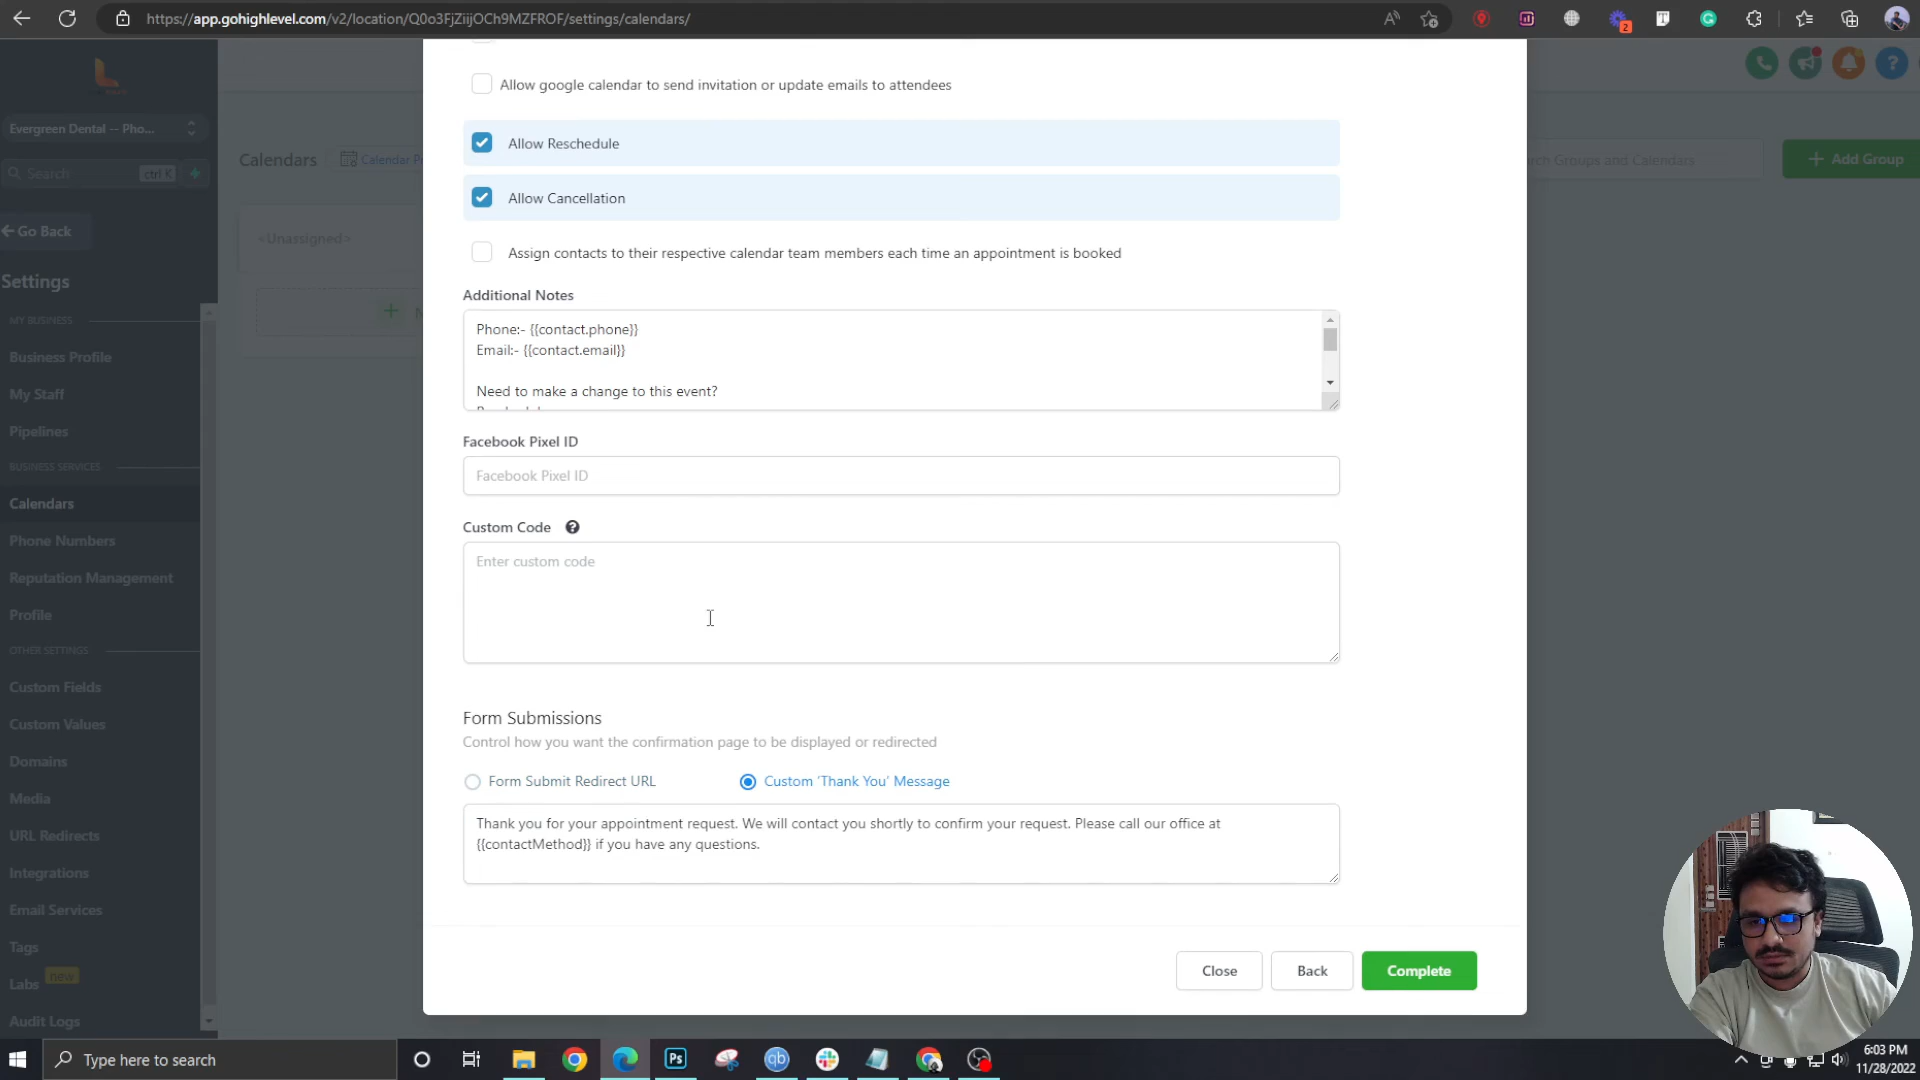 https://app.gohighlevel.com/v2/location/Q0o3FjZiijOCh9MZFROF/settings/calendars/
2
Evergreen Dental — Pho...
Search
ctrl K
Go Back
Settings
MY BUSINESS
Business Profile
My Staff
Pipelines
BUSINESS SERVICES
Calendars
Phone Numbers
Reputation Management
Profile
OTHER SETTINGS
Custom Fields
Custom Values
Domains
Media
URL Redirects
Integrations
Email Services
Tags
Labs new
Audit Logs
Calendars
Calendar
<Unassigned>
Groups and Calendars
+ Add Group
Allow google calendar to send invitation or update emails to attendees
Allow Reschedule
Allow Cancellation
Assign contacts to their respective calendar team members each time an appointment is booked
Additional Notes
Phone:- {{contact.phone}}
Email:- {{contact.email}}
Need to make a change to this event?
Facebook Pixel ID
Facebook Pixel ID
Custom Code ?
Enter custom code
Form Submissions
Control how you want the confirmation page to be displayed or redirected
Form Submit Redirect URL
Custom 'Thank You' Message
Thank you for your appointment request. We will contact you shortly to confirm your request. Please call our office at
{{contactMethod}} if you have any questions.
Close
Back
Complete
Type here to search
Ps
qb
6:03 PM
11/28/2022